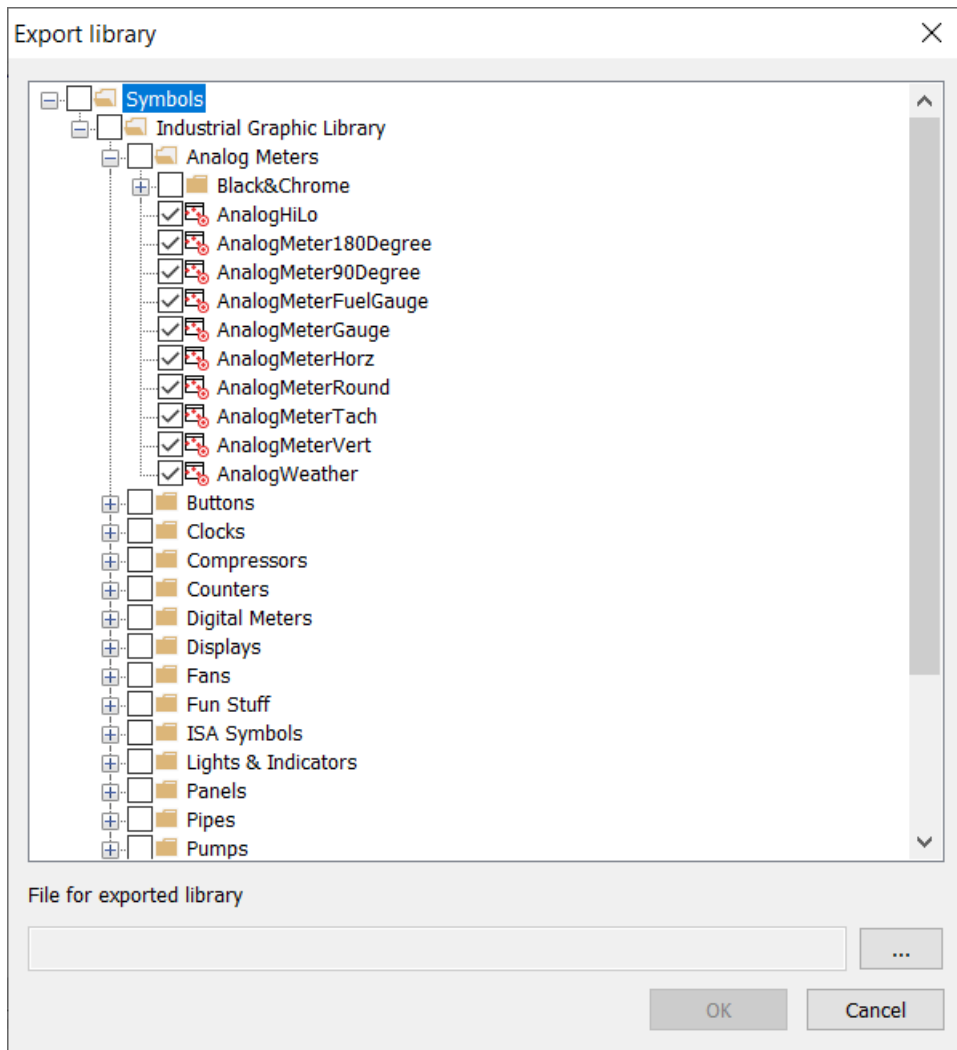 Export library
Symbols
Industrial Graphic Library
Analog Meters
Black&Chrome
AnalogHiLo
AnalogMeter180Degree
AnalogMeter90Degree
AnalogMeterFuelGauge
AnalogMeterGauge
AnalogMeterHorz
AnalogMeterRound
AnalogMeterTach
AnalogMeterVert
AnalogWeather
Buttons
Clocks
Compressors
Counters
Digital Meters
Displays
Fans
Fun Stuff
ISA Symbols
Lights & Indicators
Panels
Pipes
Pumps
File for exported library
...
OK Cancel